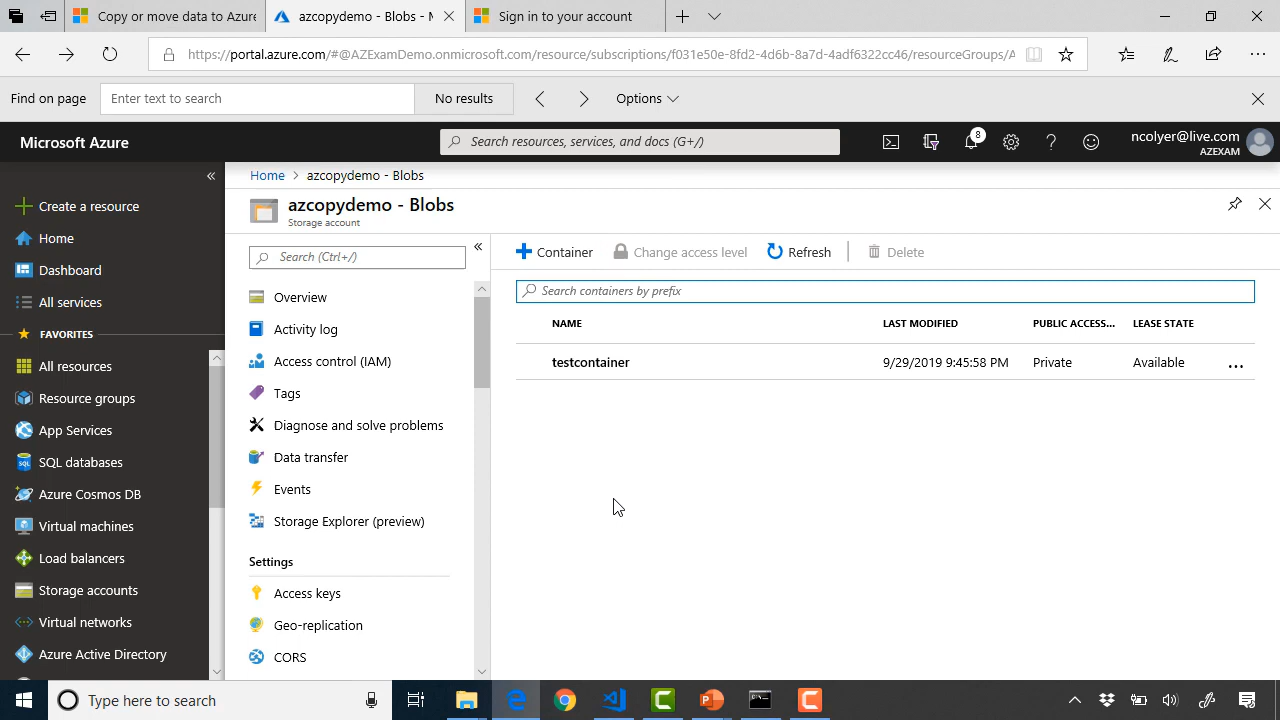 Copy or move data to Azure
azcopydemo - Blobs - M
Sign in to your account
https://portal.azure.com/#@AZExamDemo.onmicrosoft.com/resource/subscriptions/f031e50e-8fd2-4d6b-8a7d-4adf6322cc46/resourceGroups/A
Find on page
Enter text to search
No results
Options
Microsoft Azure
Search resources, services, and docs (G+/)
8
ncolyer@live.com
AZEXAM
Home > azcopydemo - Blobs
azcopydemo - Blobs
Storage account
Create a resource
Home
Dashboard
All services
FAVORITES
All resources
Resource groups
App Services
SQL databases
Azure Cosmos DB
Virtual machines
Load balancers
Storage accounts
Virtual networks
Azure Active Directory
Search (Ctrl+/)
Overview
Activity log
Access control (IAM)
Tags
Diagnose and solve problems
Data transfer
Events
Storage Explorer (preview)
Settings
Access keys
Geo-replication
CORS
Container
Change access level
Refresh
Delete
Search containers by prefix
NAME LAST MODIFIED PUBLIC ACCESS... LEASE STATE
testcontainer 9/29/2019 9:45:58 PM Private Available ...
Type here to search